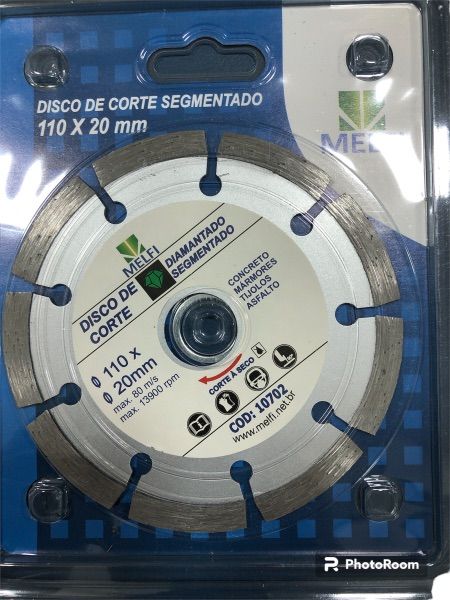 DISCO DE CORTE SEGMENTADO
110 X 20 mm
MELFI
MELFI
DISCO DE
CORTE
DIAMANTADO
SEGMENTADO
CONCRETO
MÁRMORES
TIJOLOS
ASFALTO
110 x
20mm
max. 80 m/s
max. 13900 rpm
CORTE À SECO
COD: 10702
www.melfi.net.br
PhotoRoom